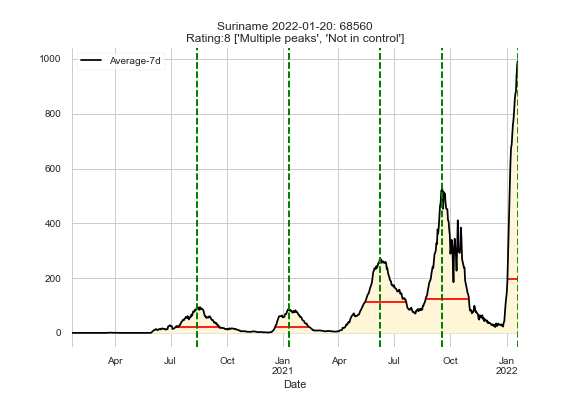 Suriname 2022-01-20: 68560
Rating:8 ['Multiple peaks', 'Not in control']
Average-7d
1000
800
600
400
200
0
Apr Jul Oct Jan Apr Jul Oct Jan
2021 2022
Date